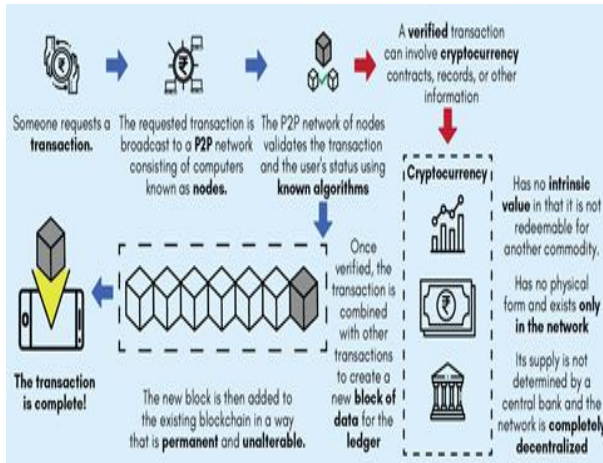 Someone requests a
transaction.
The requested transaction is
broadcast to a P2P network
consisting of computers
known as nodes.
The P2P network of nodes
validates the transaction
and the user's status using
known algorithms
A verified transaction
can involve cryptocurrency
contracts, records, or other
information
Cryptocurrency
Has no intrinsic
value in that it is not
redeemable for
another commodity.
Has no physical
form and exists only
in the network
Its supply is not
determined by a
central bank and the
network is completely
decentralized
Once
verified, the
transaction is
combined
with other
transactions
to create a
new block of
data for the
ledger
The new block is then added to
the existing blockchain in a way
that is permanent and unalterable.
The transaction
is complete!